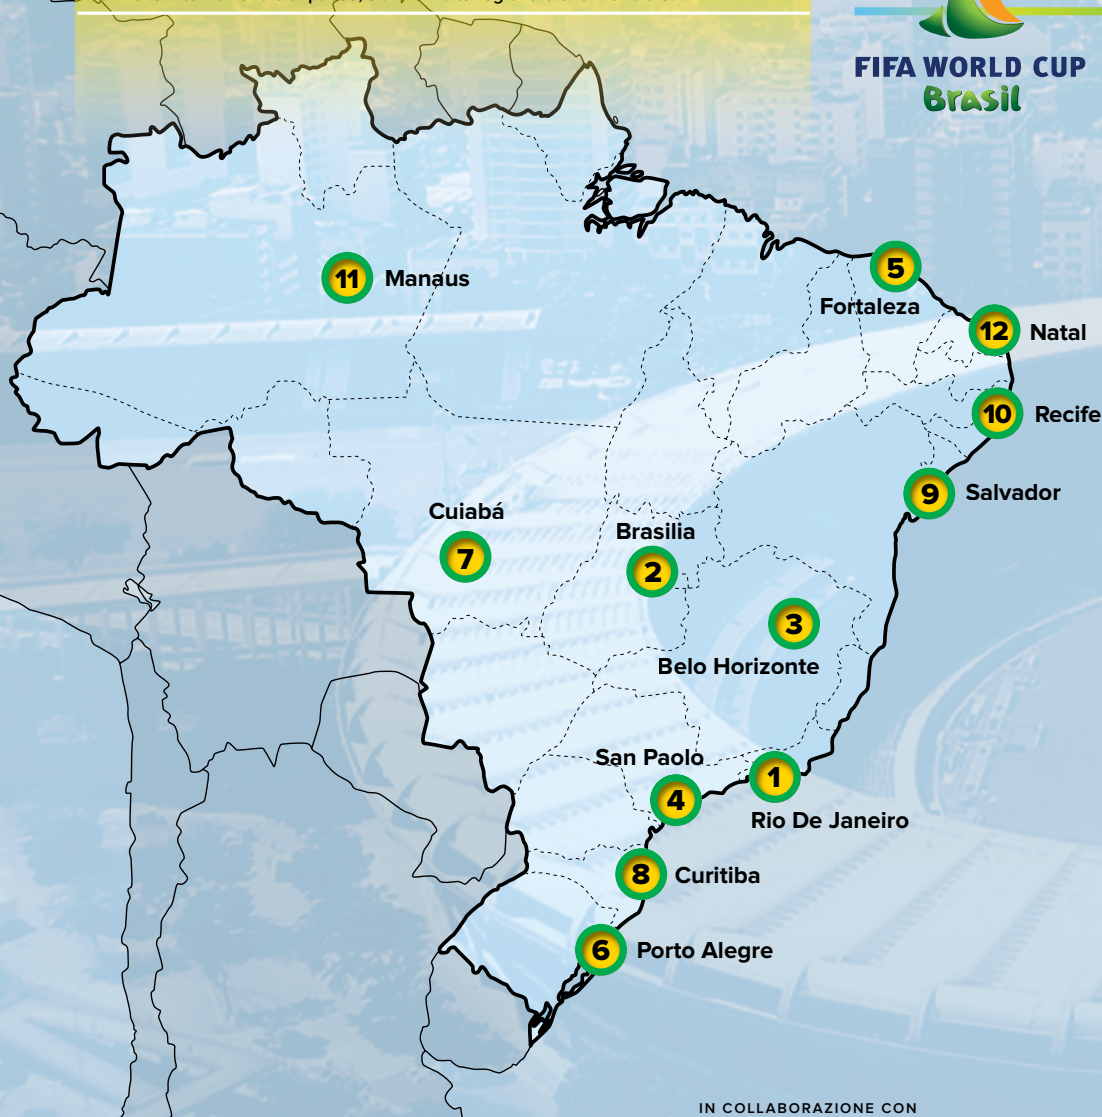 FIFA WORLD CUP
Brasil
5
Fortaleza
11 Manaus
12 Natal
10 Recife
9 Salvador
Cuiabá
7
Brasilia
2
3
Belo Horizonte
San Paolo
4
1
Rio De Janeiro
8 Curitiba
6 Porto Alegre
IN COLLABORAZIONE CON